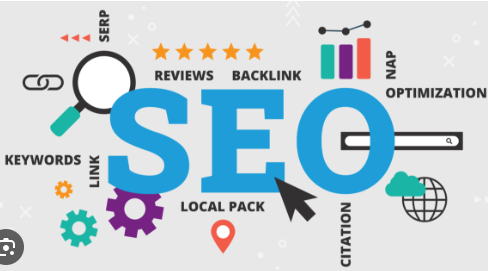 SERP
REVIEWS
BACKLINK
NAP
OPTIMIZATION
SEO
KEYWORDS
LINK
LOCAL PACK
CITATION